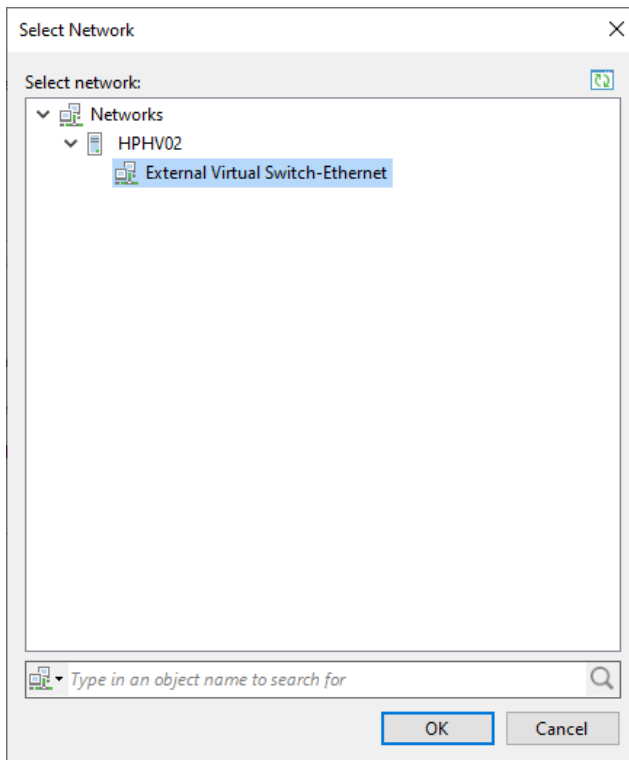 Select Network
Select network:
Networks
HPHV02
External Virtual Switch-Ethernet
Type in an object name to search for
OK
Cancel